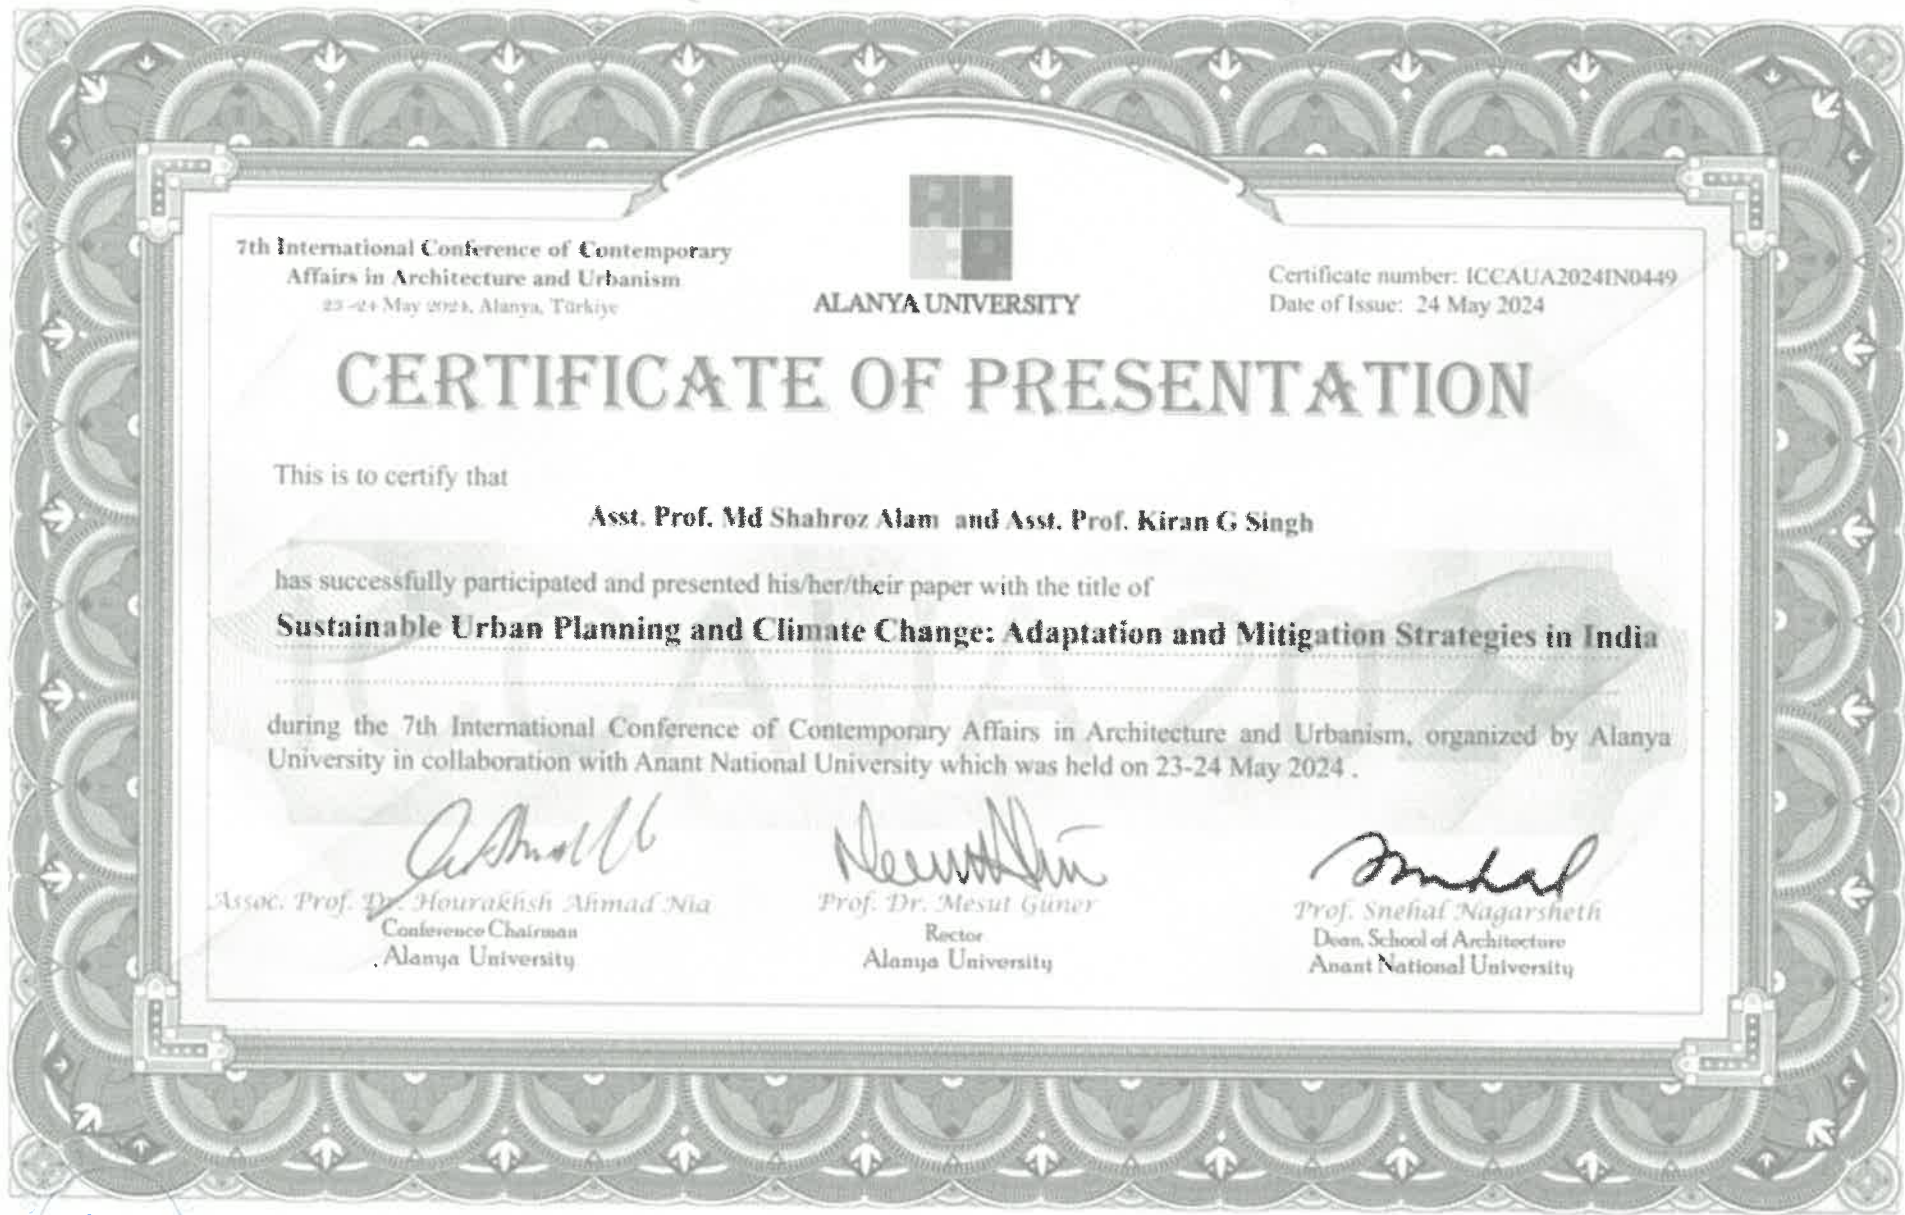 7th International Conference of Contemporary
Affairs in Architecture and Urbanism
23-24 May 2024, Alanya, Türkiye
ALANYA UNIVERSITY
Certificate number: ICCAUA2024IN0449
Date of Issue: 24 May 2024
CERTIFICATE OF PRESENTATION
This is to certify that
Asst. Prof. Md Shahroz Alam and Asst. Prof. Kiran G Singh
has successfully participated and presented his/her/their paper with the title of
Sustainable Urban Planning and Climate Change: Adaptation and Mitigation Strategies in India
ICCAUA 2024
during the 7th International Conference of Contemporary Affairs in Architecture and Urbanism, organized by Alanya
University in collaboration with Anant National University which was held on 23-24 May 2024 .
Assoc. Prof. Dr. Hourakhsh Ahmad Nia
Conference Chairman
Alanya University
Prof. Dr. Mesut Güner
Rector
Alanya University
Prof. Snehal Nagarsheth
Dean, School of Architecture
Anant National University